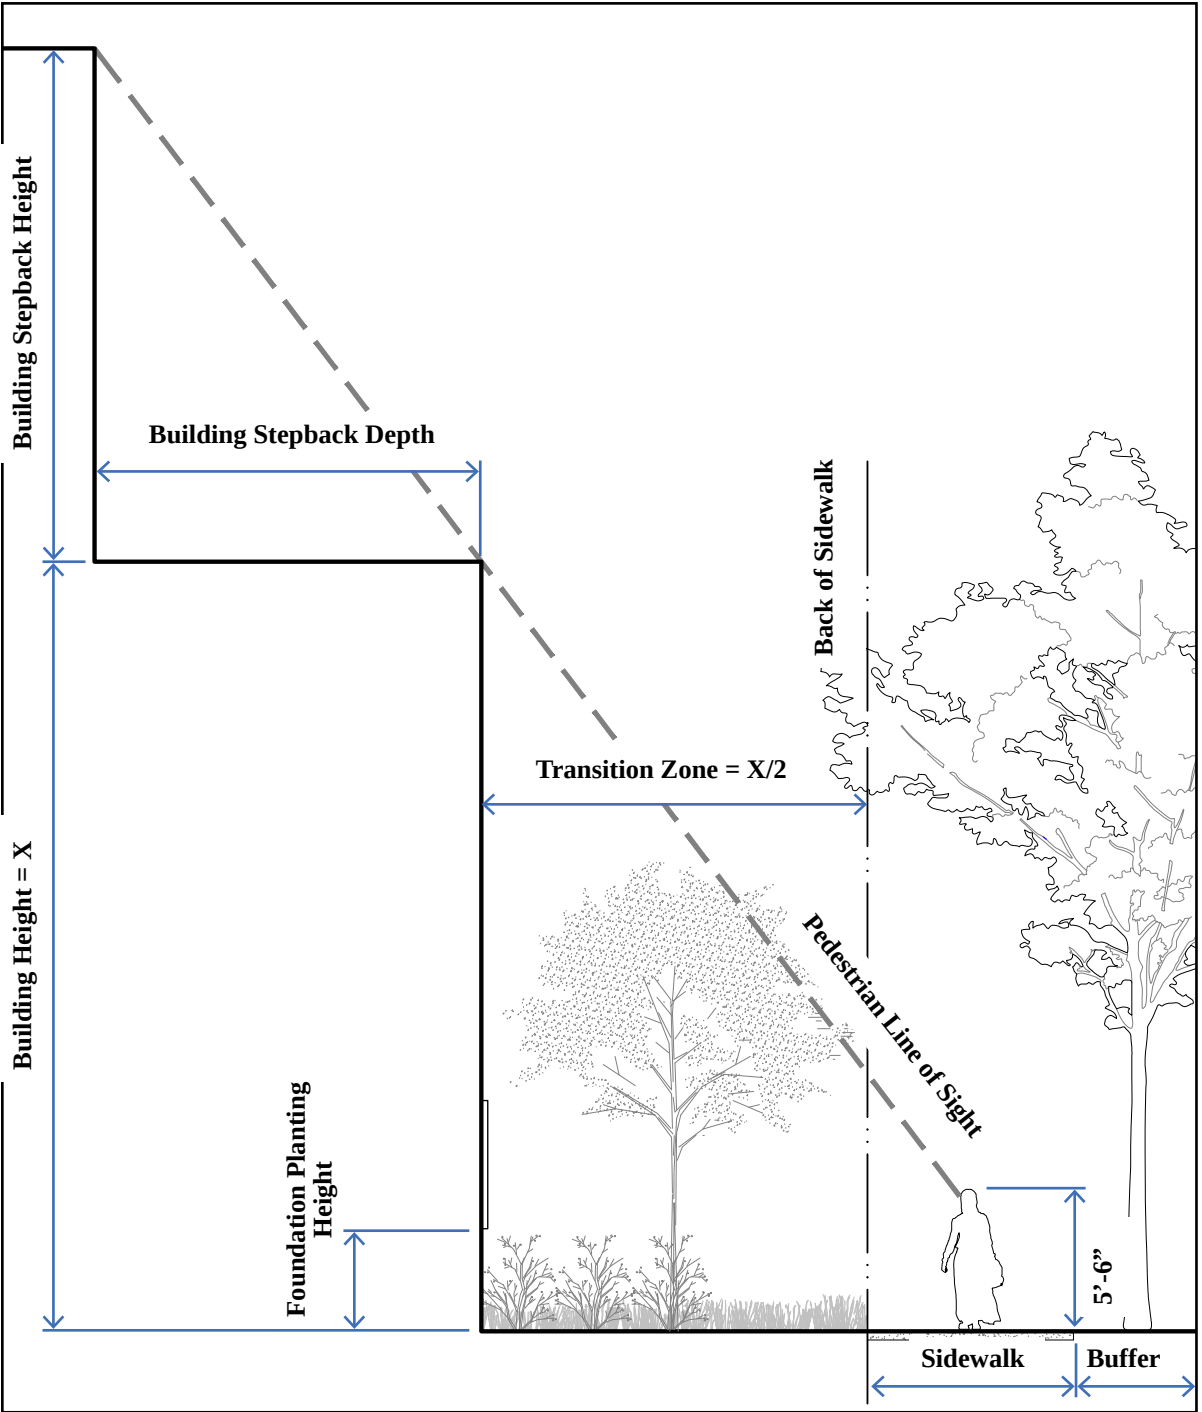 Building Stepback Height
Building Stepback Depth
Back of Sidewalk
Transition Zone = X/2
Building Height = X
Pedestrian Line of Sight
Foundation Planting
Height
5’-6”
Sidewalk
Buffer